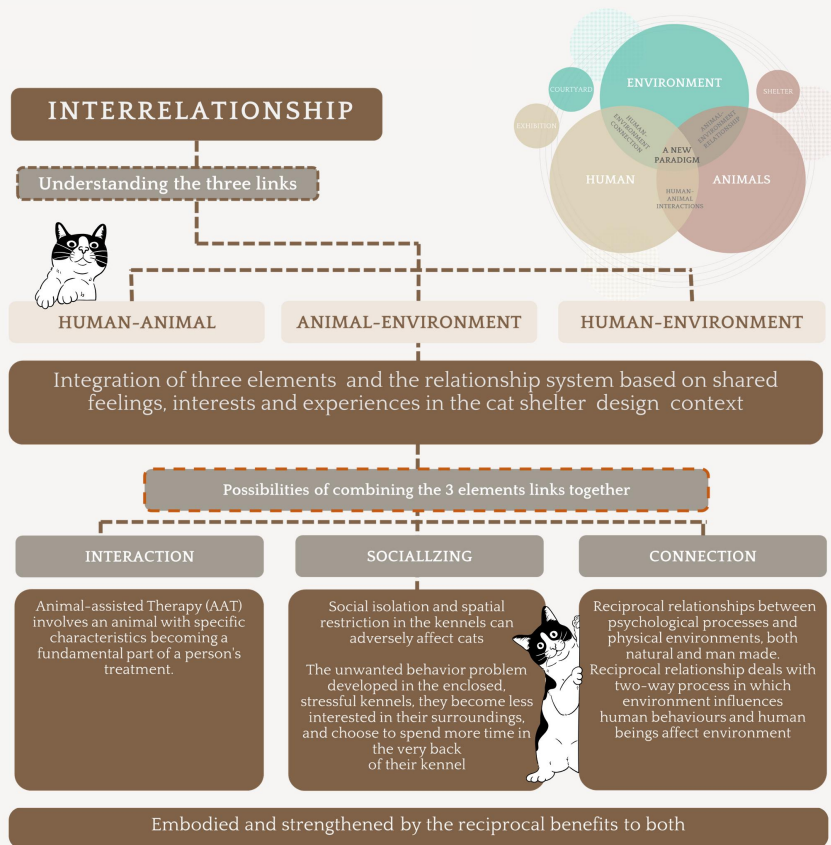 INTERRELATIONSHIP
Understanding the three links
COURTYARD
ENVIRONMENT
SHELTER
EXHIBITION
HUMAN-
ENVIRONMENT
CONNECTION
ANIMAL-
ENVIRONMENT
RELATIONSHIP
A NEW
PARADIGM
HUMAN
ANIMALS
HUMAN-
ANIMAL
INTERACTIONS
HUMAN-ANIMAL
ANIMAL-ENVIRONMENT
HUMAN-ENVIRONMENT
Integration of three elements and the relationship system based on shared
feelings, interests and experiences in the cat shelter design context
Possibilities of combining the 3 elements links together
INTERACTION
SOCIALLZING
CONNECTION
Animal-assisted Therapy (AAT)
involves an animal with specific
characteristics becoming a
fundamental part of a person's
treatment.
Social isolation and spatial
restriction in the kennels can
adversely affect cats
The unwanted behavior problem
developed in the enclosed,
stressful kennels, they become less
interested in their surroundings,
and choose to spend more time in
the very back
of their kennel
Reciprocal relationships between
psychological processes and
physical environments, both
natural and man made.
Reciprocal relationship deals with
two-way process in which
environment influences
human behaviours and human
beings affect environment
Embodied and strengthened by the reciprocal benefits to both